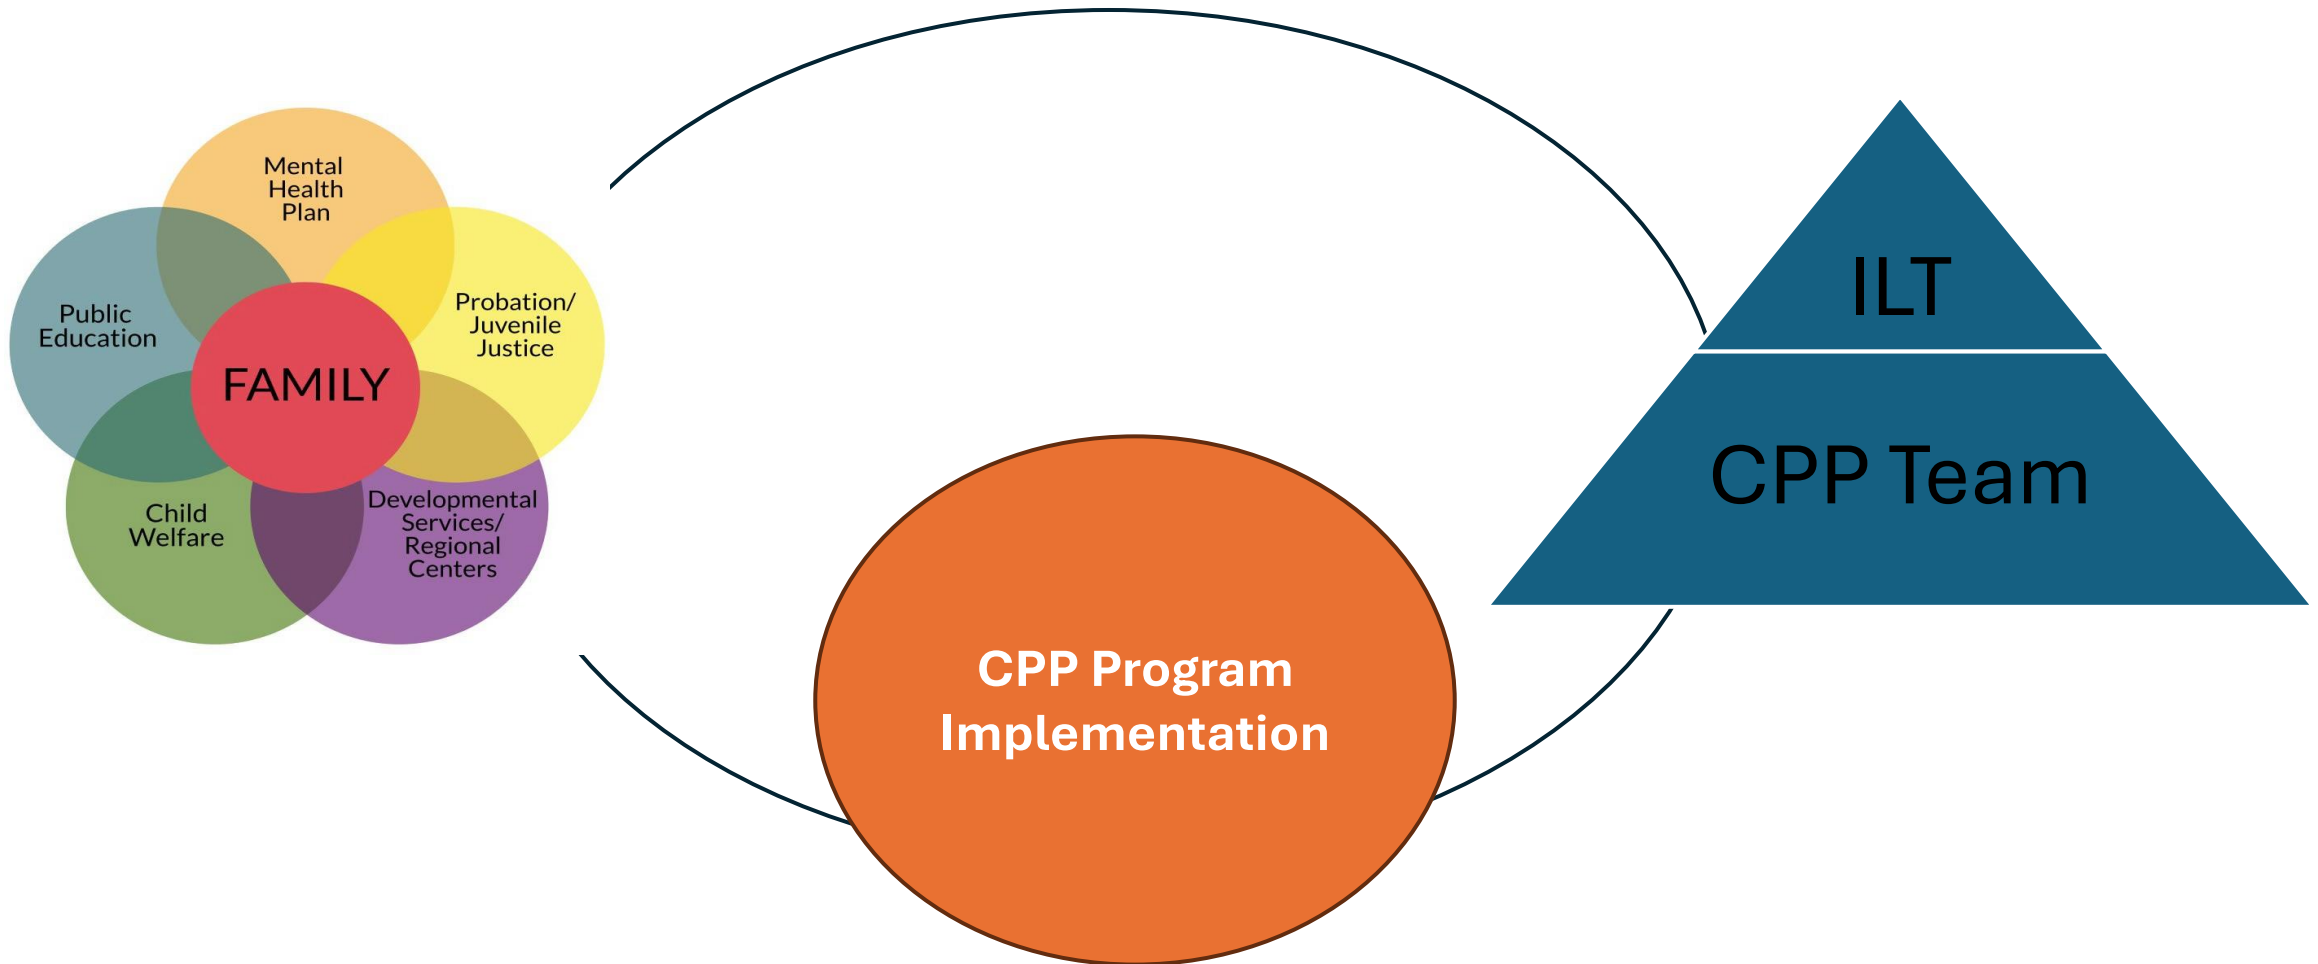 Mental
Health
Plan
Public
Education
Probation/
Juvenile
Justice
FAMILY
Child
Welfare
Developmental
Services/
Regional
Centers
ILT
CPP Team
CPP Program
Implementation